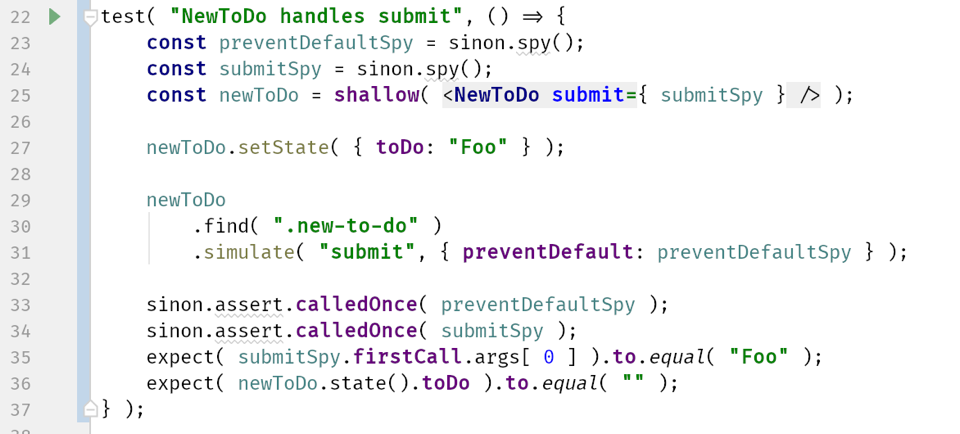 22 test( "NewToDo handles submit", () => {
23 const preventDefaultSpy = sinon.spy();
24 const submitSpy = sinon.spy();
25 const newToDo = shallow( <NewToDo submit={ submitSpy } /> );
26
27 newToDo.setState( { toDo: "Foo" } );
28
29 newToDo
30 .find( ".new-to-do" )
31 .simulate( "submit", { preventDefault: preventDefaultSpy } );
32
33 sinon.assert.calledOnce( preventDefaultSpy );
34 sinon.assert.calledOnce( submitSpy );
35 expect( submitSpy.firstCall.args[ 0 ] ).to.equal( "Foo" );
36 expect( newToDo.state().toDo ).to.equal( "" );
37 } );